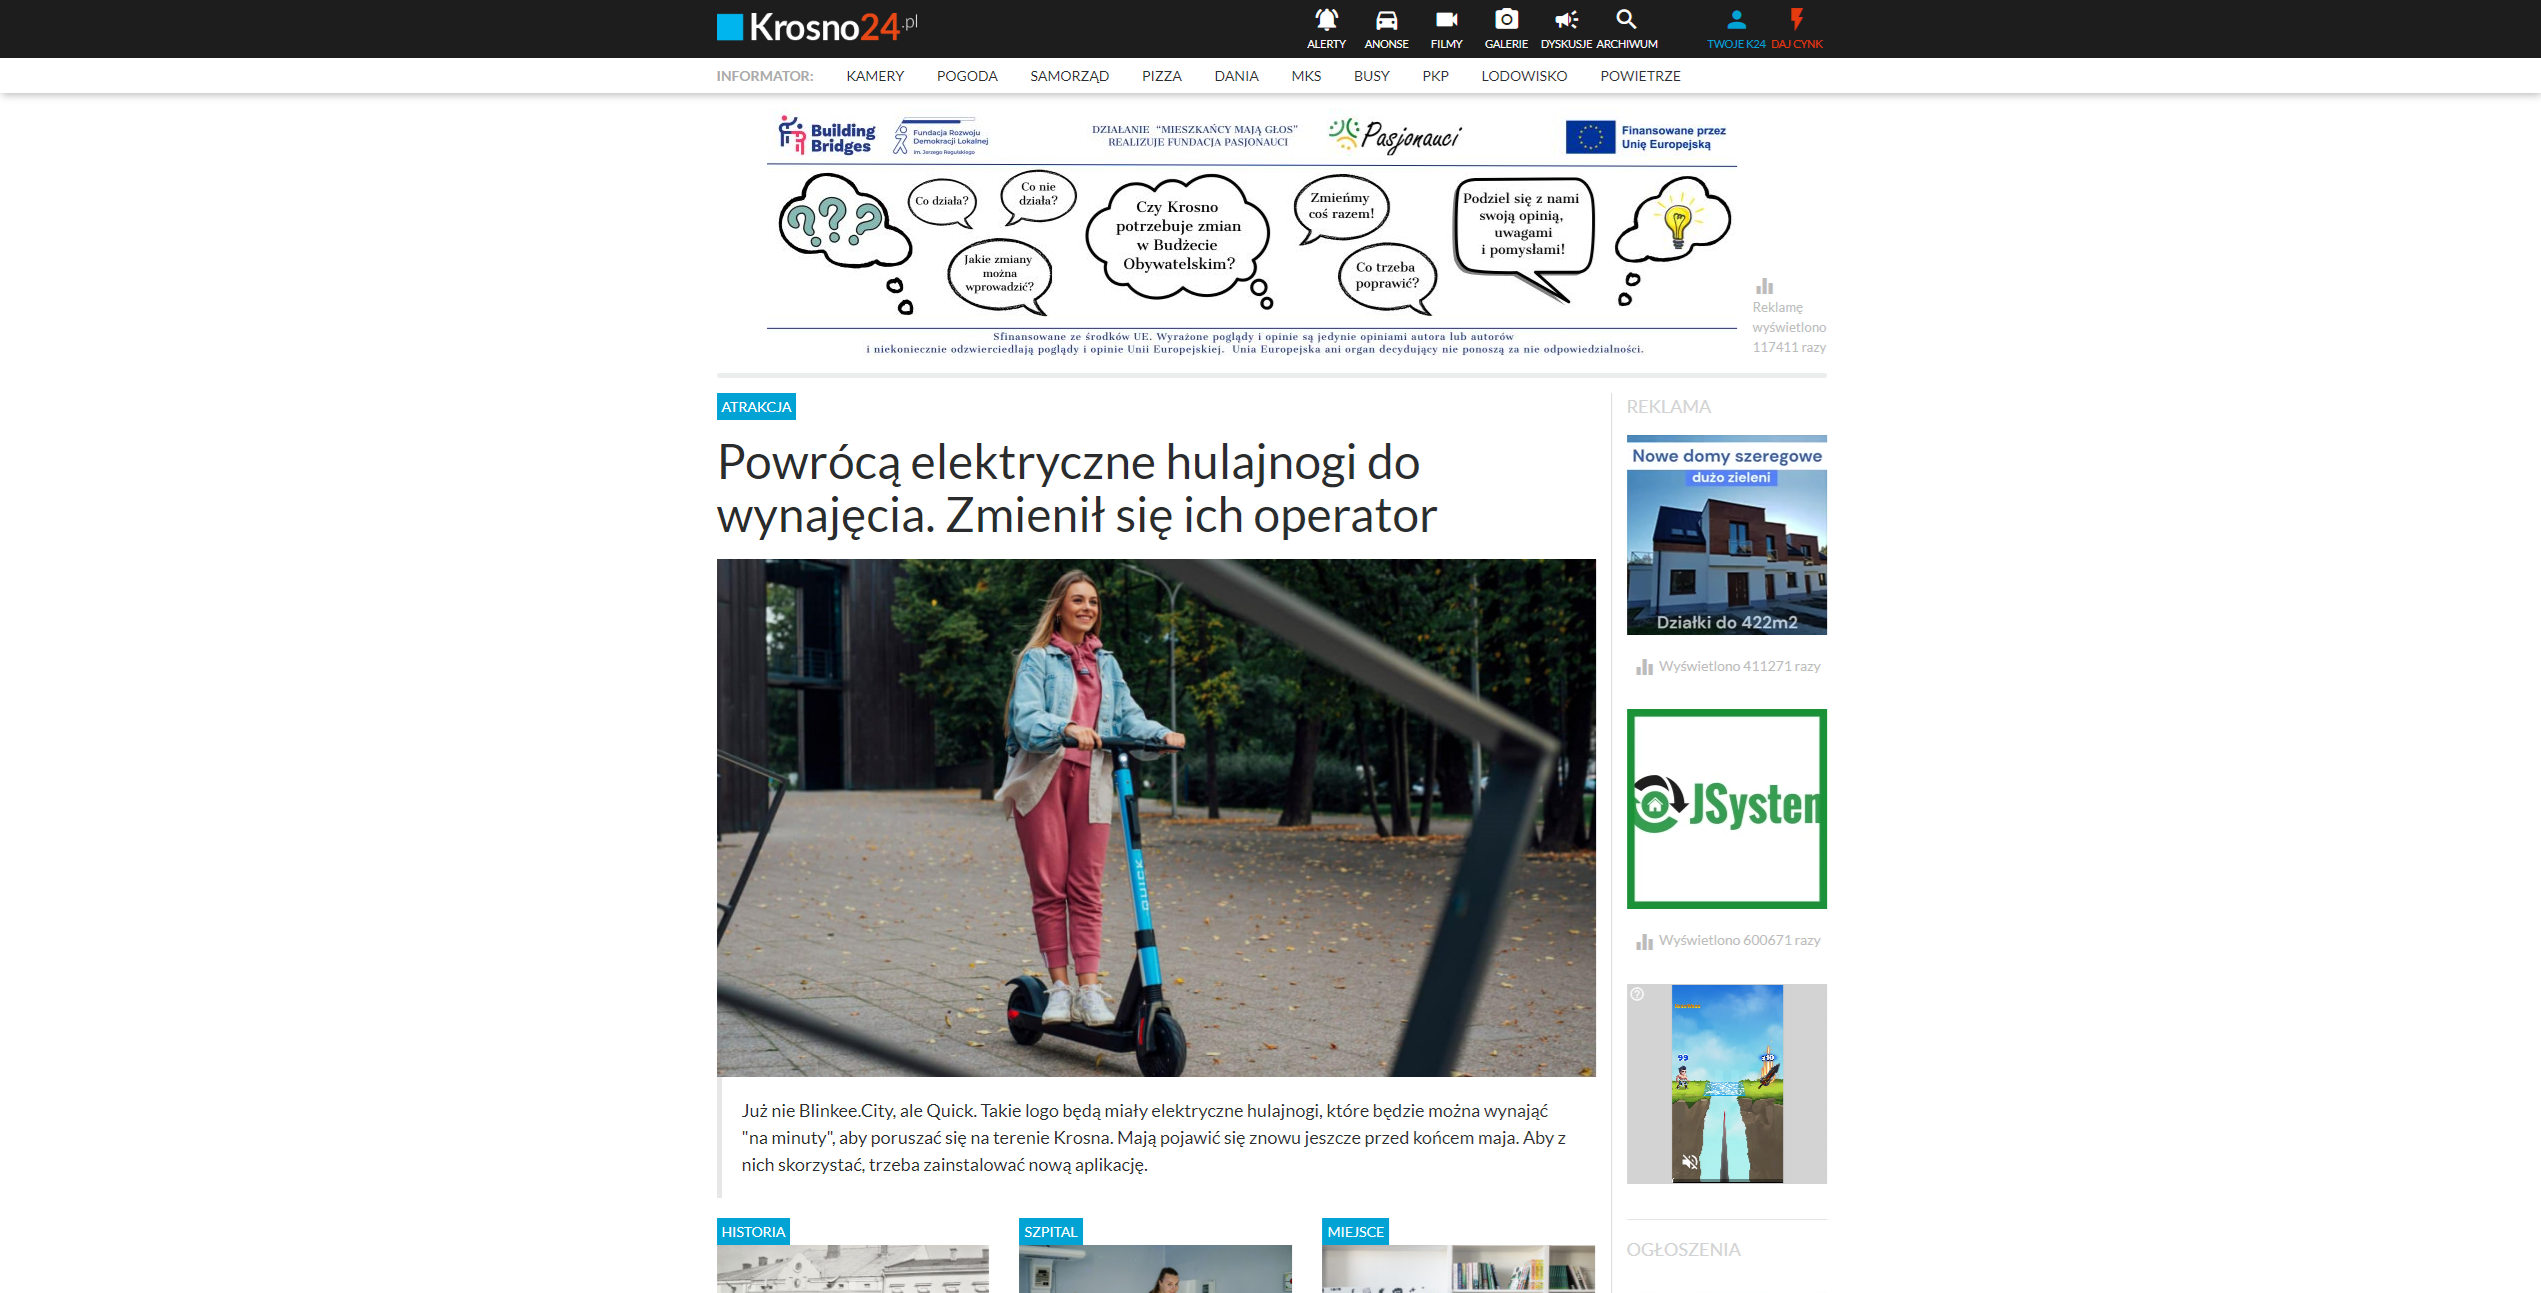 Krosno24.pl
ALERTY ANONSE FILMY GALERIE DYSKUSJE ARCHIWUM TWOJE K24 DAJ CYNK
INFORMATOR: KAMERY POGODA SAMORZĄD PIZZA DANIA MKS BUSY PKP LODOWISKO POWIETRZE
Building Bridges
Fundacja Rozwoju
Demokracji Lokalnej
im. Jerzego Regulskiego
DZIAŁANIE “MIESZKAŃCY MAJĄ GŁOS”
REALIZUJE FUNDACJA PASJONAUCI
Pasjonauci
Finansowane przez
Unię Europejską
???
Co działa?
Co nie
działa?
Jakie zmiany
można
wprowadzić?
Czy Krosno
potrzebuje zmian
w Budżecie
Obywatelskim?
Zmieńmy
coś razem!
Co trzeba
poprawić?
Podziel się z nami
swoją opinią,
uwagami
i pomysłami!
Sfinansowane ze środków UE. Wyrażone poglądy i opinie są jedynie opiniami autora lub autorów
i niekoniecznie odzwierciedlają poglądy i opinie Unii Europejskiej. Unia Europejska ani organ decydujący nie ponoszą za nie odpowiedzialności.
Reklamę
wyświetlono
117411 razy
ATRAKCJA
Powrócą elektryczne hulajnogi do
wynajęcia. Zmienił się ich operator
QUICK
Już nie Blinkee.City, ale Quick. Takie logo będą miały elektryczne hulajnogi, które będzie można wynająć
"na minuty", aby poruszać się na terenie Krosna. Mają pojawić się znowu jeszcze przed końcem maja. Aby z
nich skorzystać, trzeba zainstalować nową aplikację.
HISTORIA
SZPITAL
MIEJSCE
REKLAMA
Nowe domy szeregowe
dużo zieleni
Działki do 422m2
Wyświetlono 411271 razy
JSystem
Wyświetlono 600671 razy
99
x10
OGŁOSZENIA